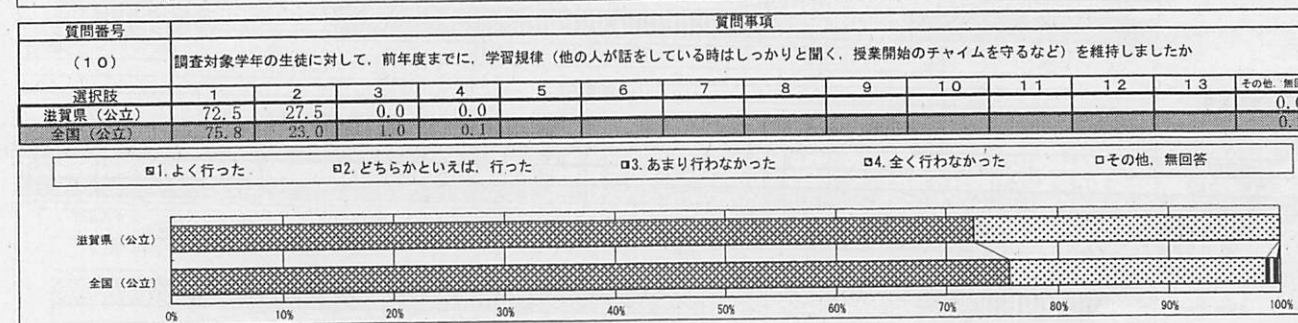 質問番号 質問事項
(10) 調査対象学年の生徒に対して，前年度までに，学習規律（他の人が話をしている時はしっかりと聞く，授業開始のチャイムを守るなど）を維持しましたか
選択肢 1 2 3 4 5 6 7 8 9 10 11 12 13 その他，無回
滋賀県（公立） 72.5 27.5 0.0 0.0 0.
全国（公立） 75.8 23.0 1.0 0.1 0.
1.よく行った 2.どちらかといえば，行った 3.あまり行わなかった 4.全く行わなかった その他，無回答
滋賀県（公立）
全国（公立）
0% 10% 20% 30% 40% 50% 60% 70% 80% 90% 100%